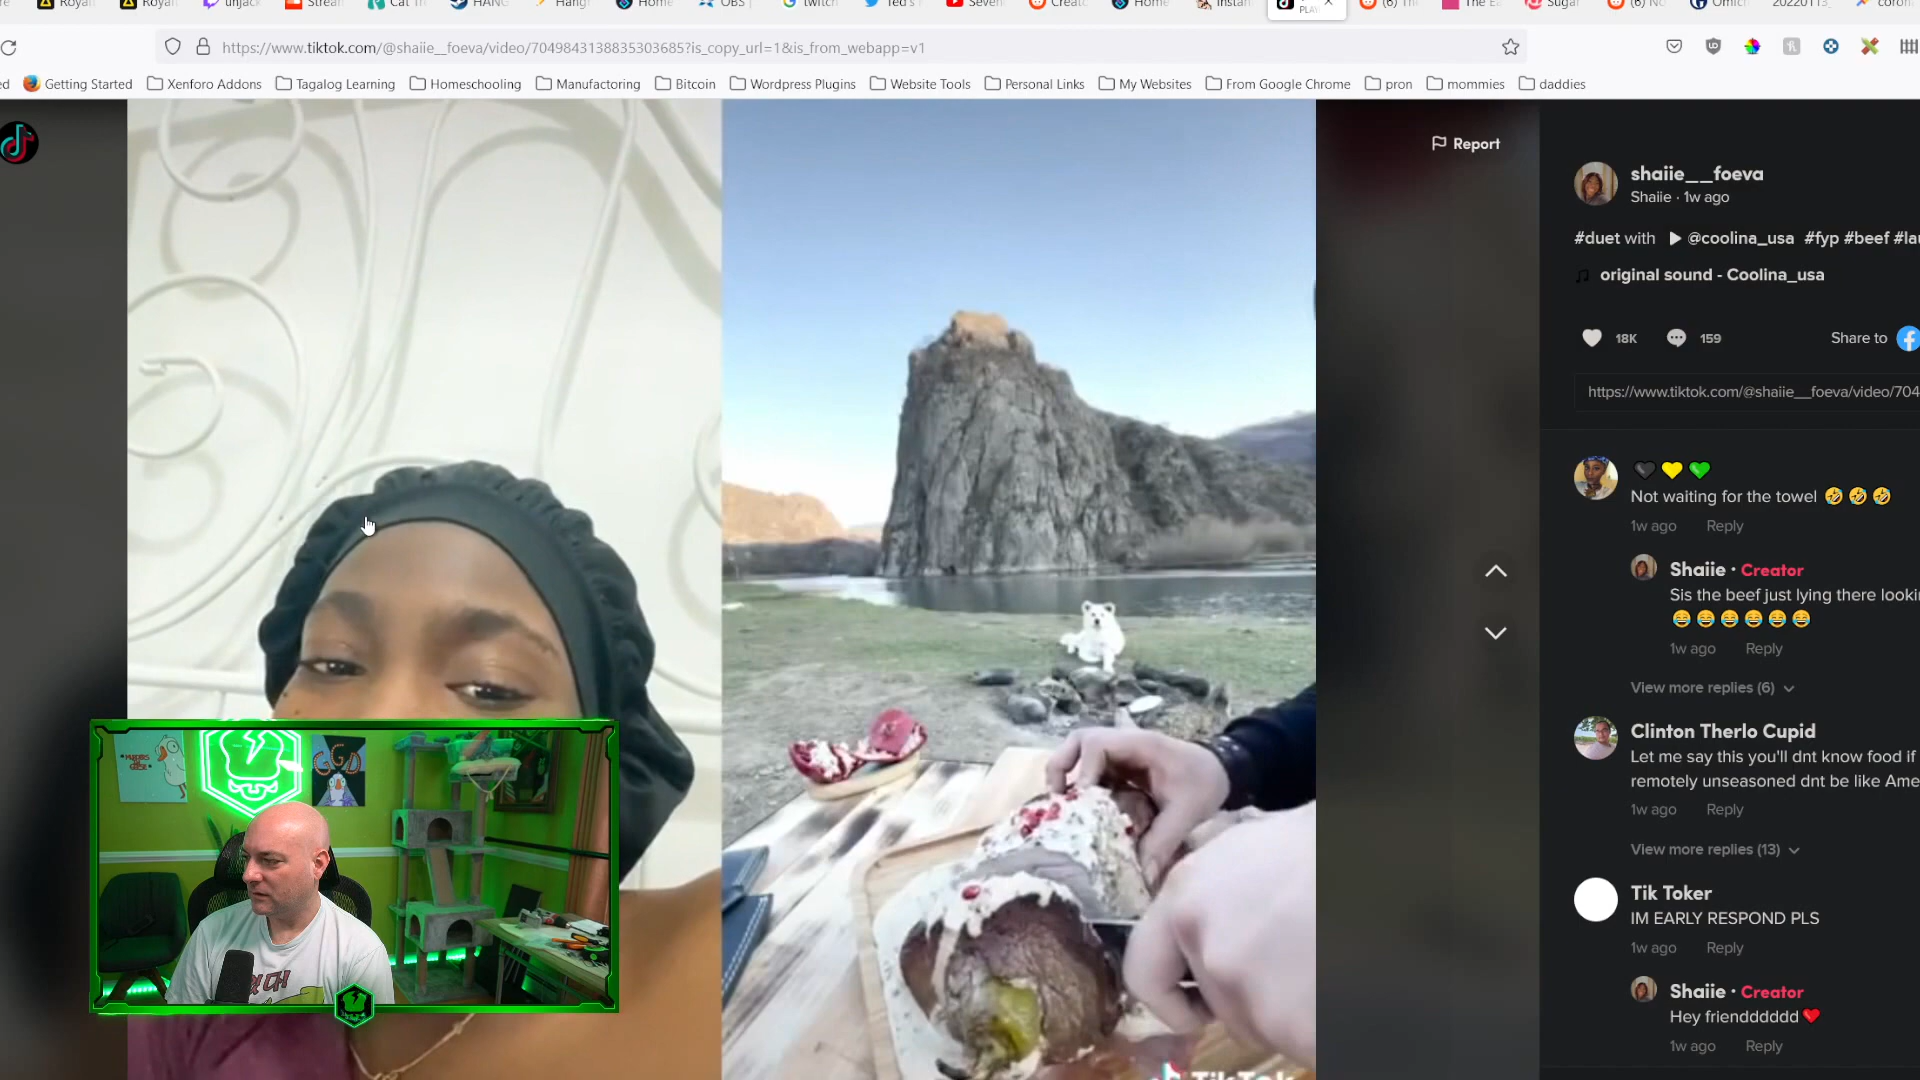 https://www.tiktok.com/@shaiie__foeva/video/7049843138835303685?is_copy_url=1&is_from_webapp=v1
Getting Started
Xenforo Addons
Tagalog Learning
Homeschooling
Manufactoring
Bitcoin
Wordpress Plugins
Website Tools
Personal Links
My Websites
From Google Chrome
pron
mommies
daddies
Report
shaiie__foeva
Shaiie · 1w ago
#duet with ▶ @coolina_usa #fyp #beef
original sound - Coolina_usa
18K
159
Share to
https://www.tiktok.com/@shaiie__foeva/video/704
Not waiting for the towel 🤣 🤣 🤣
1w ago Reply
Shaiie · Creator
Sis the beef just lying there
😂 😂 😂 😂 😂 😂
1w ago Reply
View more replies (6)
Clinton Therlo Cupid
Let me say this you'll dnt know food if
remotely unseasoned dnt be like
1w ago Reply
View more replies (13)
Tik Toker
IM EARLY RESPOND PLS
1w ago Reply
Shaiie · Creator
Hey friendddddd ❤️
1w ago Reply
GGD
TikTok